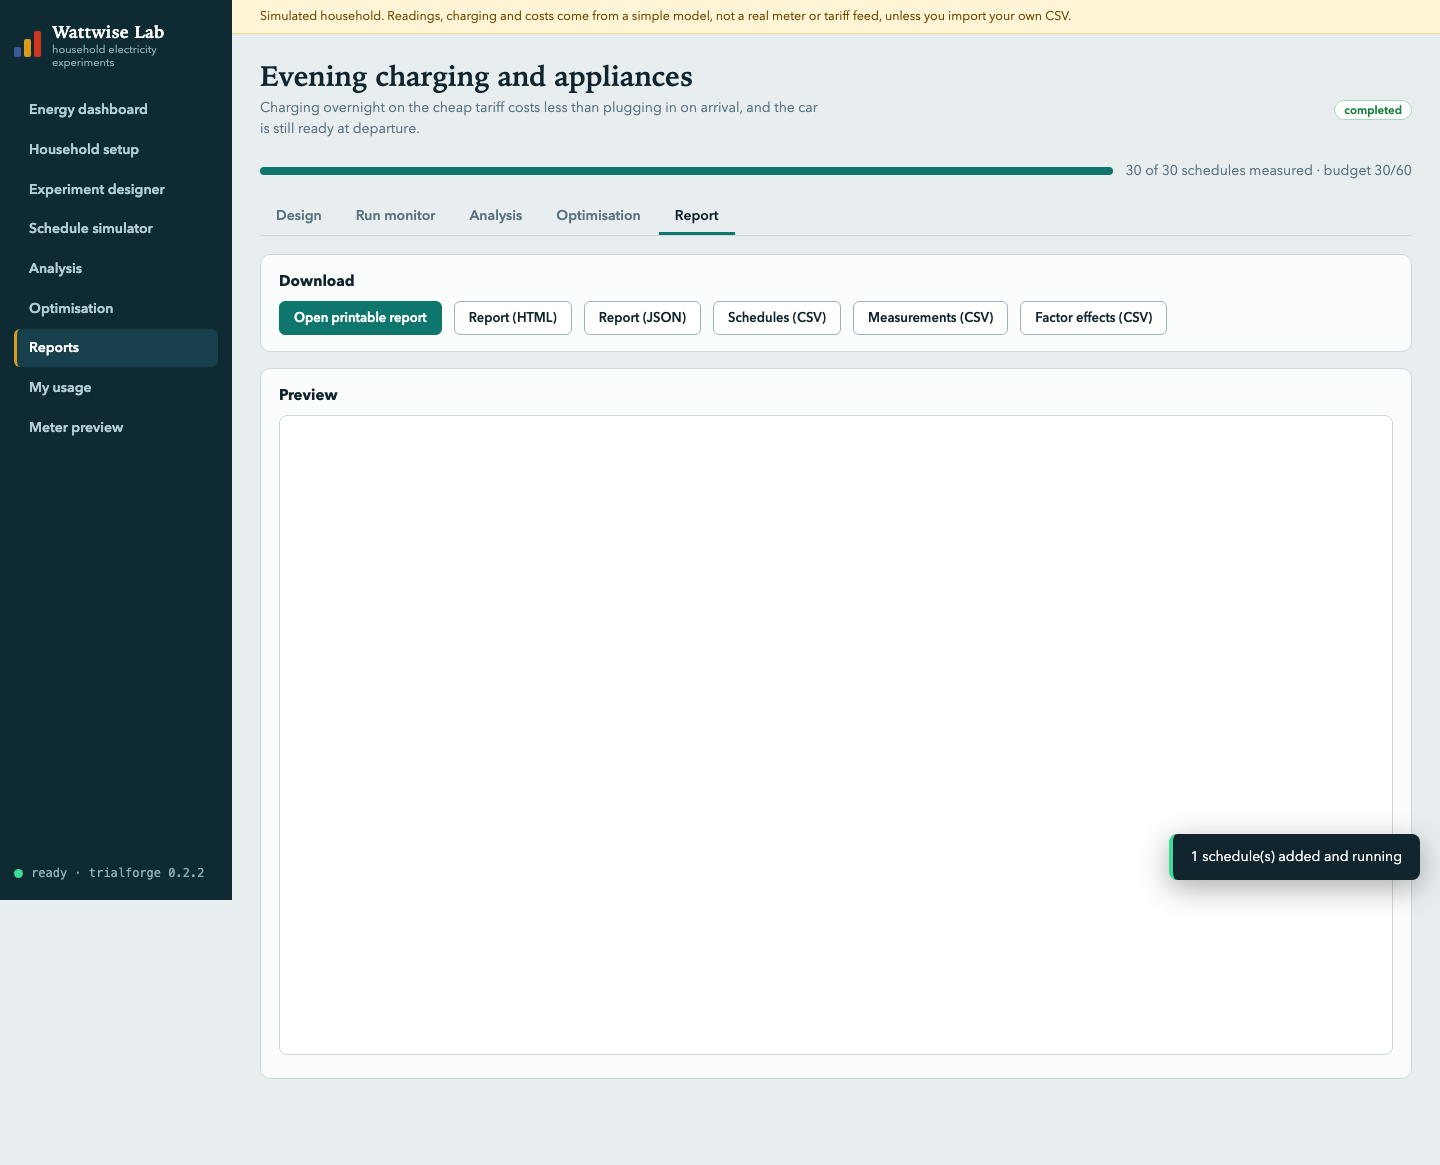 Simulated household. Readings, charging and costs come from a simple model, not a real meter or tariff feed, unless you import your own CSV.
Wattwise Lab
household electricity
experiments
Energy dashboard
Household setup
Experiment designer
Schedule simulator
Analysis
Optimisation
Reports
My usage
Meter preview
ready · trialforge 0.2.2
Evening charging and appliances
Charging overnight on the cheap tariff costs less than plugging in on arrival, and the car
is still ready at departure.
completed
30 of 30 schedules measured · budget 30/60
Design Run monitor Analysis Optimisation Report
Download
Open printable report Report (HTML) Report (JSON) Schedules (CSV) Measurements (CSV) Factor effects (CSV)
Preview
1 schedule(s) added and running